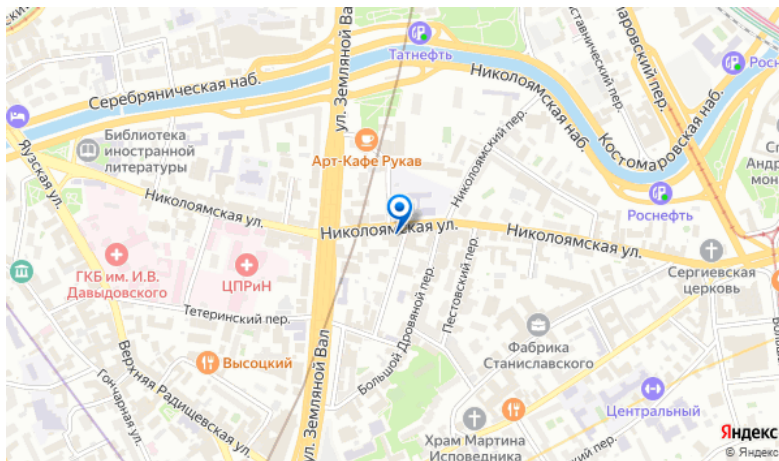 Татнефть
Роснефть
Серебряническая наб.
ул. Земляной Вал
Николоямская наб.
Костомаровская наб.
Библиотека
иностранной
литературы
Арт-Кафе Рукав
Николоямский пер.
Яузская ул.
Николоямская ул.
Николоямская ул.
Николоямская ул.
Роснефть
ГКБ им. И.В.
Давыдовского
ЦПРиН
Сергиевская
церковь
Тетеринский пер.
Большой Дровяной пер.
Пестовский пер.
Фабрика
Станиславского
Высоцкий
Верхняя Радищевская ул.
Гончарная ул.
ул. Земляной Вал
Центральный
Храм Мартина
Исповедника
пер.
Яндекс
© Яндекс